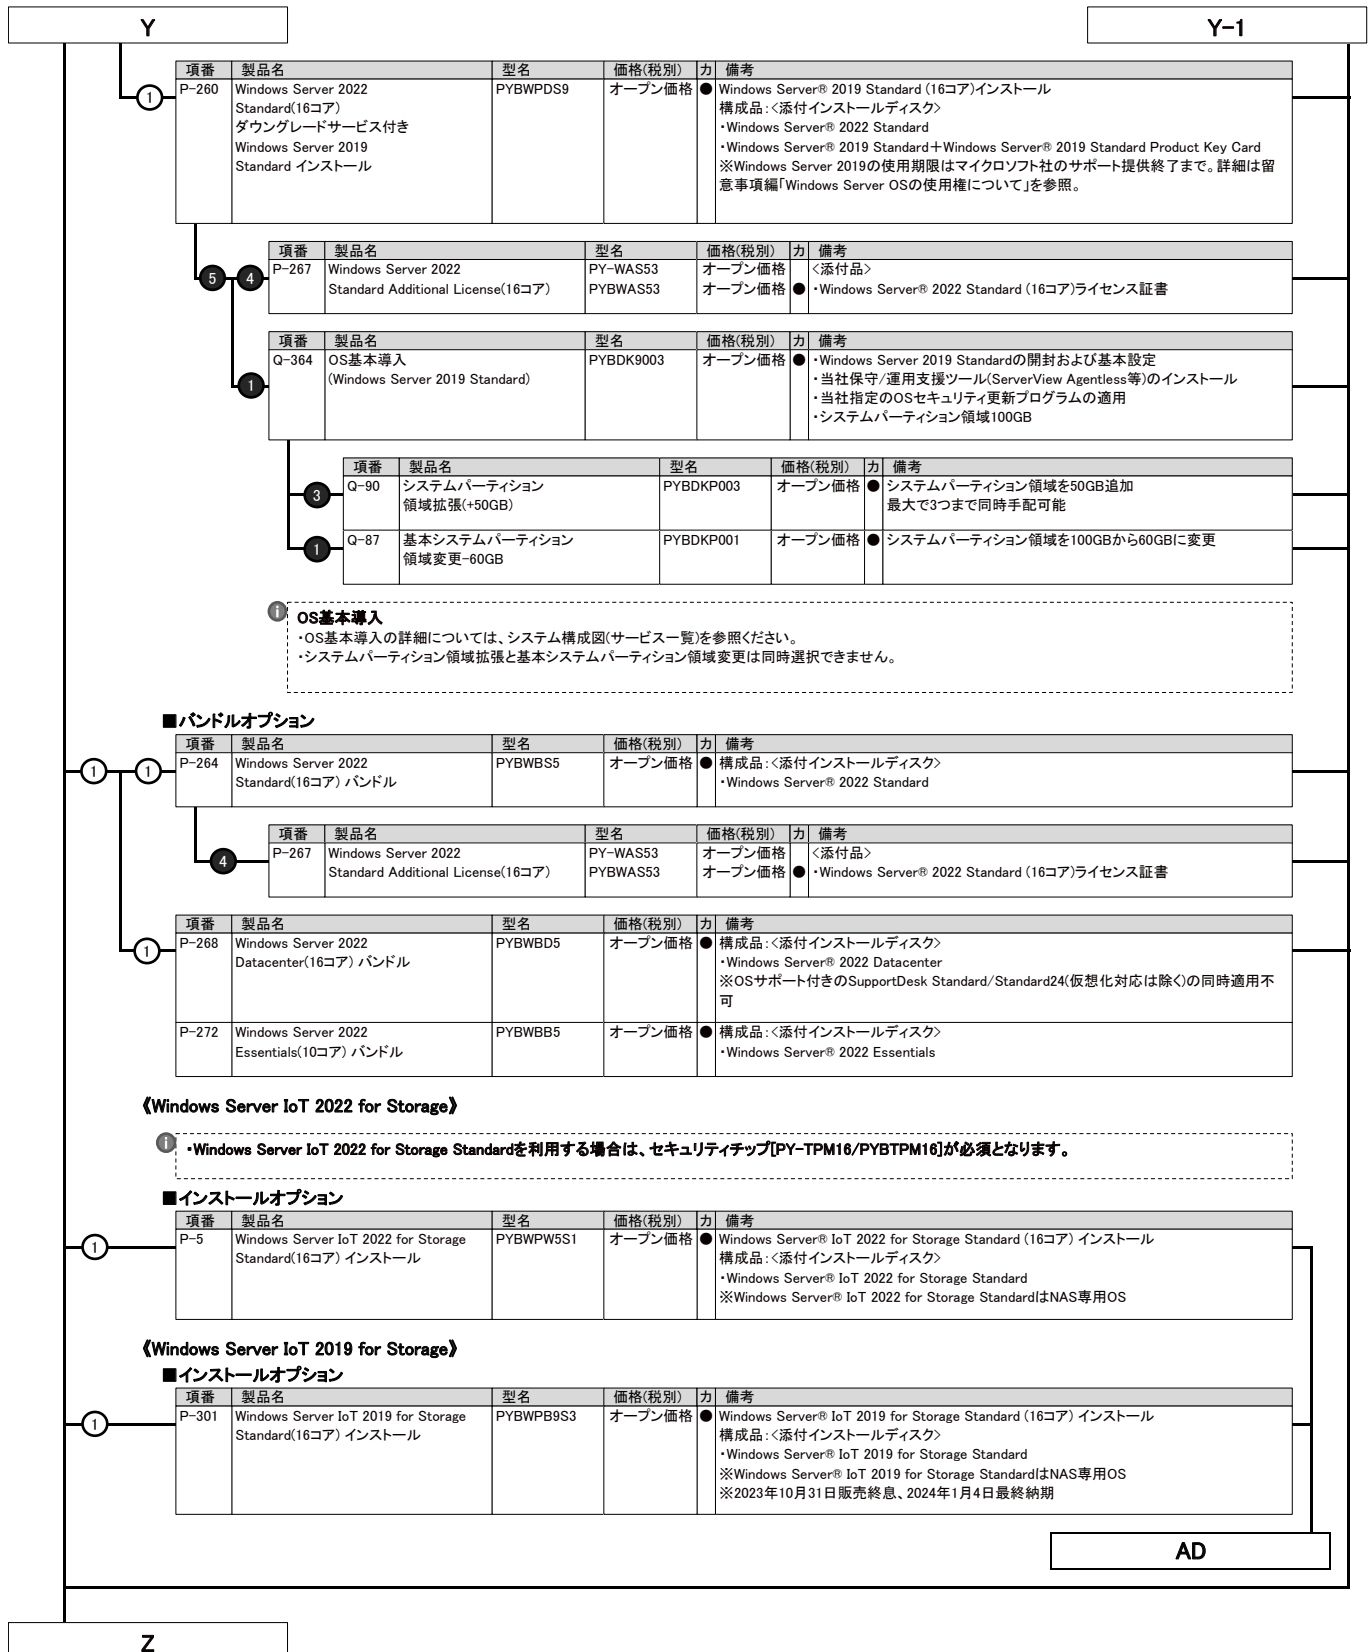 Y
Y-1
項番 製品名 型名 価格(税別) カ 備考
① P-260 Windows Server 2022 PYBWPDS9 オープン価格 ● Windows Server® 2019 Standard (16コア)インストール
Standard(16コア) 構成品:<添付インストールディスク>
ダウングレードサービス付き ・Windows Server® 2022 Standard
Windows Server 2019 ・Windows Server® 2019 Standard+Windows Server® 2019 Standard Product Key Card
Standard インストール ※Windows Server 2019の使用期限はマイクロソフト社のサポート提供終了まで。詳細は留
意事項編「Windows Server OSの使用権について」を参照。
項番 製品名 型名 価格(税別) カ 備考
5 4 P-267 Windows Server 2022 PY-WAS53 オープン価格 <添付品>
Standard Additional License(16コア) PYBWAS53 オープン価格 ● ・Windows Server® 2022 Standard (16コア)ライセンス証書
項番 製品名 型名 価格(税別) カ 備考
1 Q-364 OS基本導入 PYBDK9003 オープン価格 ● ・Windows Server 2019 Standardの開封および基本設定
(Windows Server 2019 Standard) ・当社保守/運用支援ツール(ServerView Agentless等)のインストール
・当社指定のOSセキュリティ更新プログラムの適用
・システムパーティション領域100GB
項番 製品名 型名 価格(税別) カ 備考
3 Q-90 システムパーティション PYBDKP003 オープン価格 ● システムパーティション領域を50GB追加
領域拡張(+50GB) 最大で3つまで同時手配可能
1 Q-87 基本システムパーティション PYBDKP001 オープン価格 ● システムパーティション領域を100GBから60GBに変更
領域変更-60GB
i OS基本導入
・OS基本導入の詳細については、システム構成図(サービス一覧)を参照ください。
・システムパーティション領域拡張と基本システムパーティション領域変更は同時選択できません。
■バンドルオプション
項番 製品名 型名 価格(税別) カ 備考
① ① P-264 Windows Server 2022 PYBWBS5 オープン価格 ● 構成品:<添付インストールディスク>
Standard(16コア) バンドル ・Windows Server® 2022 Standard
項番 製品名 型名 価格(税別) カ 備考
4 P-267 Windows Server 2022 PY-WAS53 オープン価格 <添付品>
Standard Additional License(16コア) PYBWAS53 オープン価格 ● ・Windows Server® 2022 Standard (16コア)ライセンス証書
項番 製品名 型名 価格(税別) カ 備考
① P-268 Windows Server 2022 PYBWBD5 オープン価格 ● 構成品:<添付インストールディスク>
Datacenter(16コア) バンドル ・Windows Server® 2022 Datacenter
※OSサポート付きのSupportDesk Standard/Standard24(仮想化対応は除く)の同時適用不
可
P-272 Windows Server 2022 PYBWBB5 オープン価格 ● 構成品:<添付インストールディスク>
Essentials(10コア) バンドル ・Windows Server® 2022 Essentials
《Windows Server IoT 2022 for Storage》
i ・Windows Server IoT 2022 for Storage Standardを利用する場合は、セキュリティチップ[PY-TPM16/PYBTPM16]が必須となります。
■インストールオプション
項番 製品名 型名 価格(税別) カ 備考
① P-5 Windows Server IoT 2022 for Storage PYBWPW5S1 オープン価格 ● Windows Server® IoT 2022 for Storage Standard (16コア) インストール
Standard(16コア) インストール 構成品:<添付インストールディスク>
・Windows Server® IoT 2022 for Storage Standard
※Windows Server® IoT 2022 for Storage StandardはNAS専用OS
《Windows Server IoT 2019 for Storage》
■インストールオプション
項番 製品名 型名 価格(税別) カ 備考
① P-301 Windows Server IoT 2019 for Storage PYBWPB9S3 オープン価格 ● Windows Server® IoT 2019 for Storage Standard (16コア) インストール
Standard(16コア) インストール 構成品:<添付インストールディスク>
・Windows Server® IoT 2019 for Storage Standard
※Windows Server® IoT 2019 for Storage StandardはNAS専用OS
※2023年10月31日販売終息、2024年1月4日最終納期
AD
Z